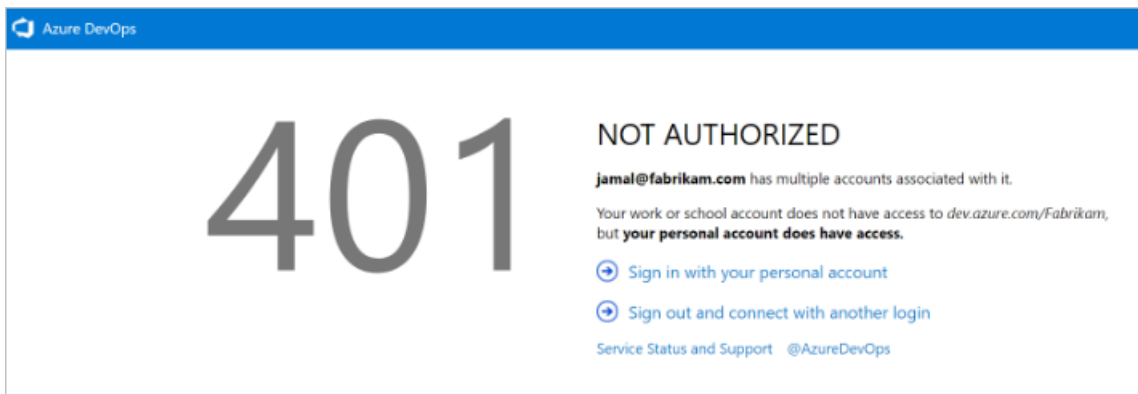 Azure DevOps
401
NOT AUTHORIZED
jamal@fabrikam.com has multiple accounts associated with it.
Your work or school account does not have access to dev.azure.com/Fabrikam,
but your personal account does have access.
Sign in with your personal account
Sign out and connect with another login
Service Status and Support @AzureDevOps